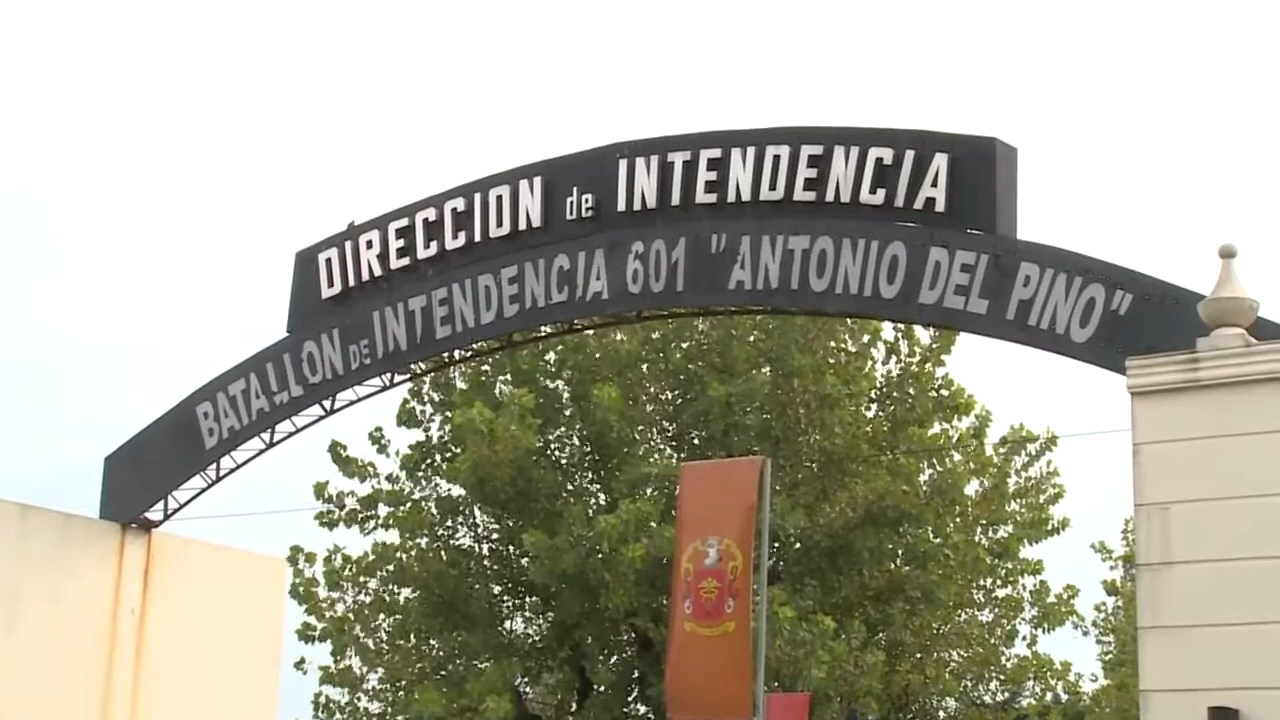 DIRECCION de INTENDENCIA
BATALLON DE INTENDENCIA 601 "ANTONIO DEL PINO"